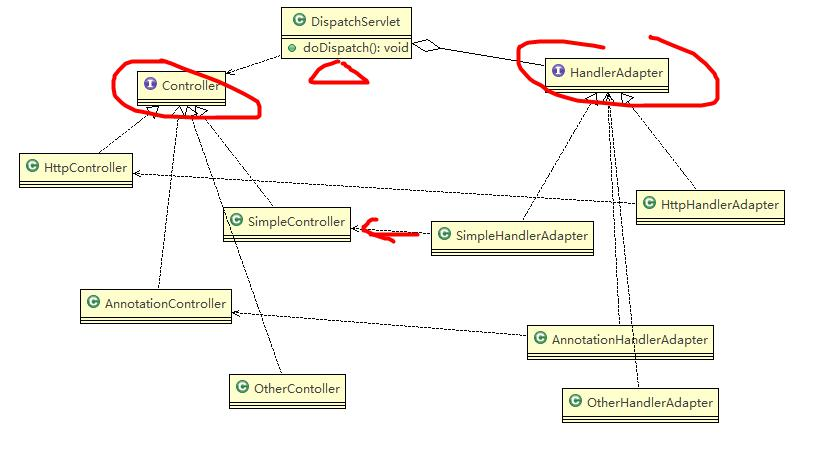 DispatchServlet
doDispatch(): void
HandlerAdapter
Controller
HttpController
HttpHandlerAdapter
SimpleController
SimpleHandlerAdapter
AnnotationController
AnnotationHandlerAdapter
OtherContoller
OtherHandlerAdapter